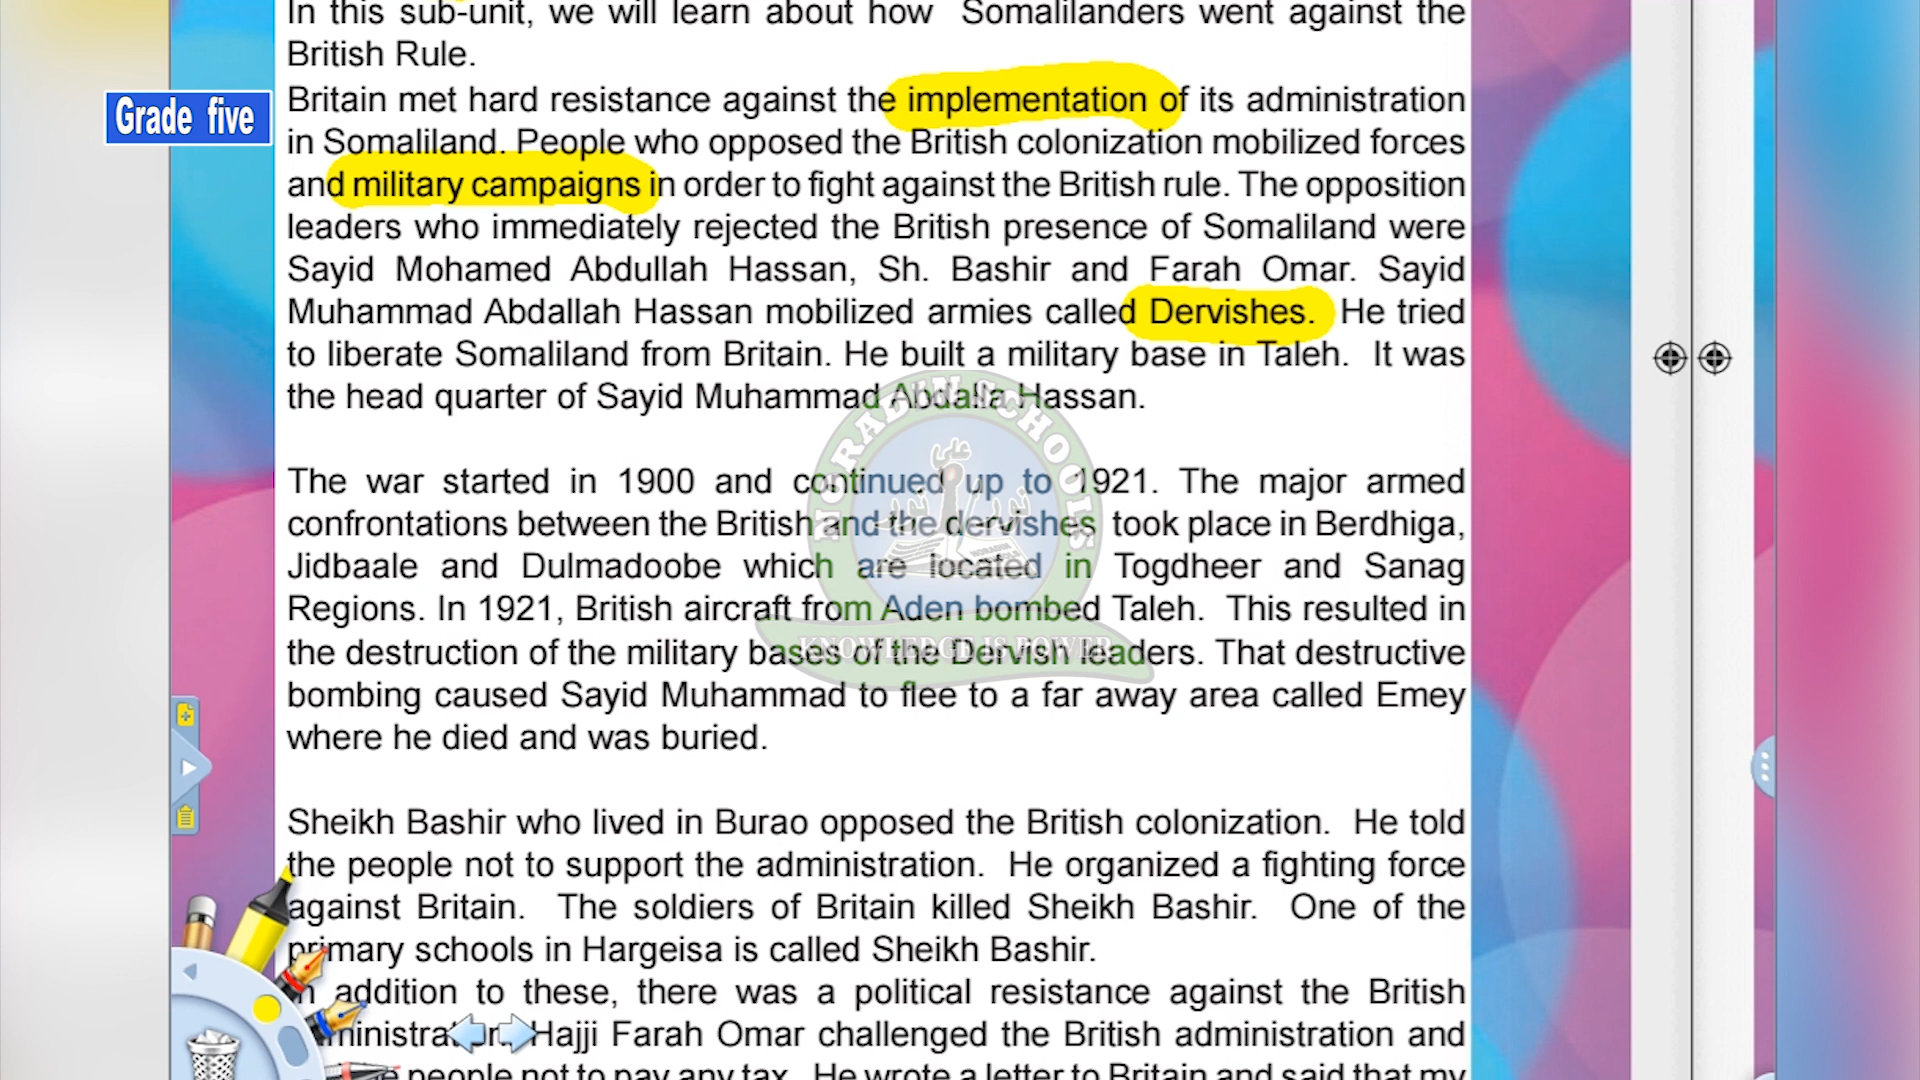 In this sub-unit, we will learn about how Somalilanders went against the
British Rule.
Grade five
Britain met hard resistance against the implementation of its administration
in Somaliland. People who opposed the British colonization mobilized forces
and military campaigns in order to fight against the British rule. The opposition
leaders who immediately rejected the British presence of Somaliland were
Sayid Mohamed Abdullah Hassan, Sh. Bashir and Farah Omar. Sayid
Muhammad Abdallah Hassan mobilized armies called Dervishes. He tried
to liberate Somaliland from Britain. He built a military base in Taleh. It was
the head quarter of Sayid Muhammad Abdalla Hassan.
The war started in 1900 and continued up to 1921. The major armed
confrontations between the British and the dervishes took place in Berdhiga,
Jidbaale and Dulmadoobe which are located in Togdheer and Sanag
Regions. In 1921, British aircraft from Aden bombed Taleh. This resulted in
the destruction of the military bases of the Dervish leaders. That destructive
bombing caused Sayid Muhammad to flee to a far away area called Emey
where he died and was buried.
NORADIN SCHOOLS
KNOWLEDGE IS POWER
Sheikh Bashir who lived in Burao opposed the British colonization. He told
the people not to support the administration. He organized a fighting force
against Britain. The soldiers of Britain killed Sheikh Bashir. One of the
primary schools in Hargeisa is called Sheikh Bashir.
addition to these, there was a political resistance against the British
Hajji Farah Omar challenged the British administration and
people not to pay any tax. He wrote a letter to Britain and said that my